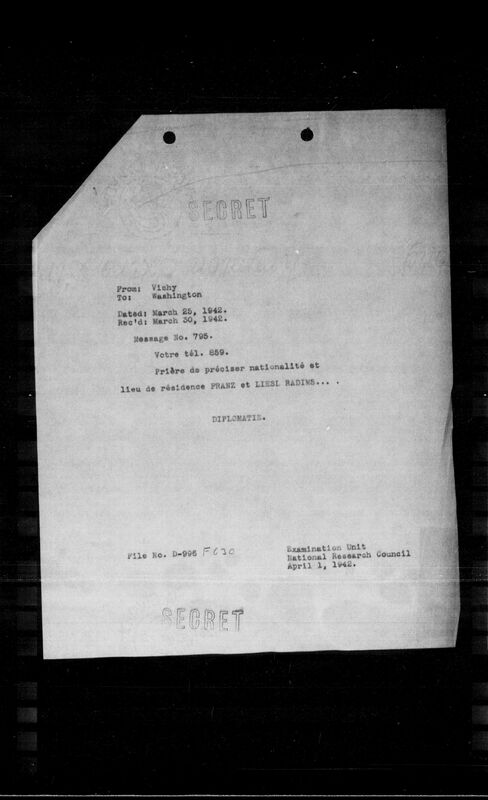 SECRET
From: Vichy
To: Washington
Dated: March 25, 1942.
Rec'd: March 30, 1942.
Message No. 795.
Votre tél. 859.
Prière de préciser nationalité et
lieu de résidence FRANZ et LIESL RADIWS... .
DIPLOMATIE.
File No. D-996 F630
Examination Unit
National Research Council
April 1, 1942.
SECRET